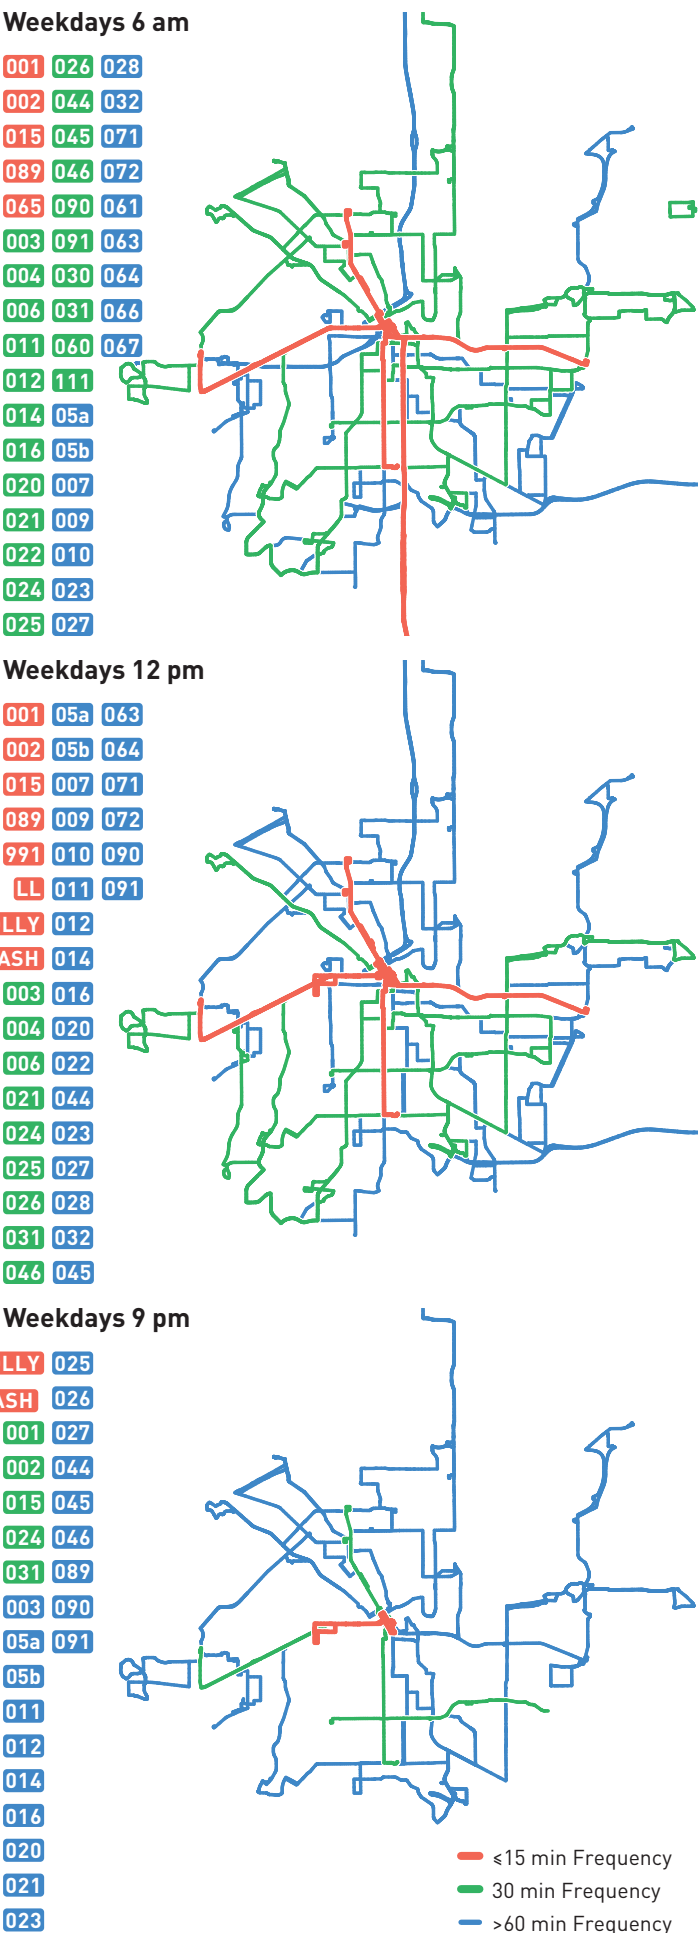 Weekdays 6 am
001 026 028
002 044 032
015 045 071
089 046 072
065 090 061
003 091 063
004 030 064
006 031 066
011 060 067
012 111
014 05a
016 05b
020 007
021 009
022 010
024 023
025 027
Weekdays 12 pm
001 05a 063
002 05b 064
015 007 071
089 009 072
991 010 090
LL 011 091
LLY 012
ASH 014
003 016
004 020
006 022
021 044
024 023
025 027
026 028
031 032
046 045
Weekdays 9 pm
LLY 025
ASH 026
001 027
002 044
015 045
024 046
031 089
003 090
05a 091
05b
011
012
014
016
020
021
023
⩽15 min Frequency
30 min Frequency
>60 min Frequency